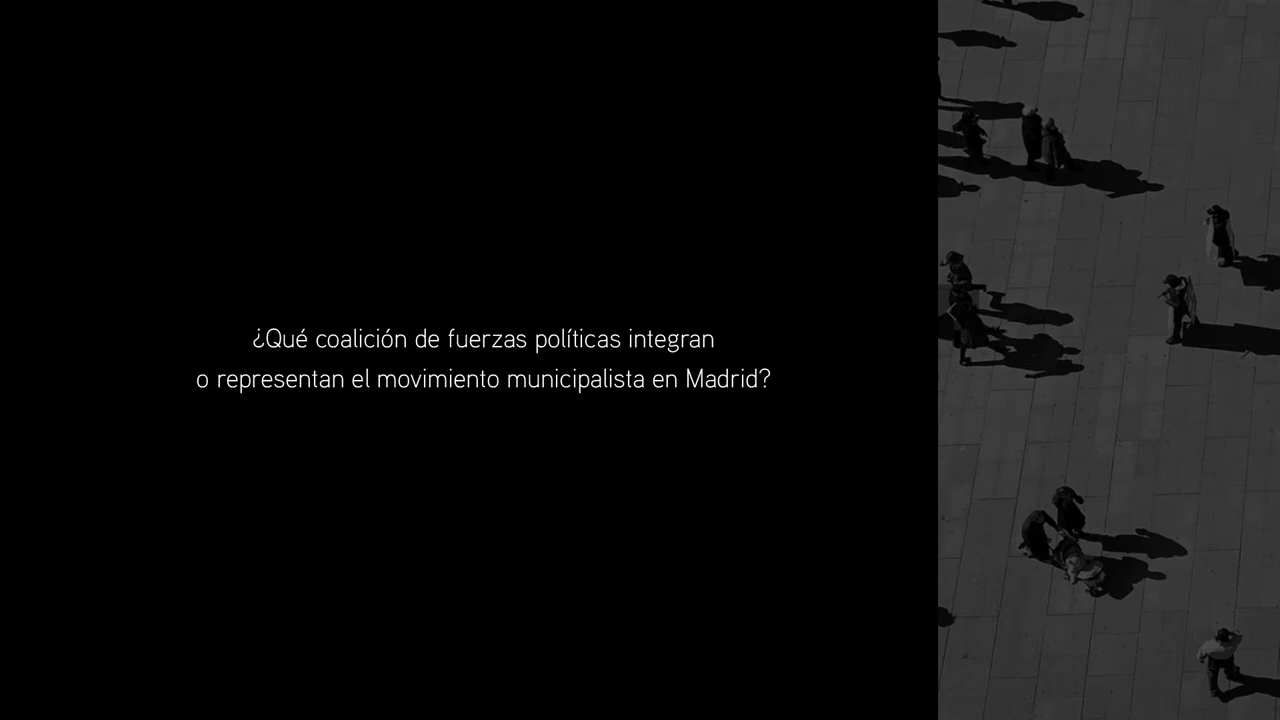 ¿Qué coalición de fuerzas políticas integran
o representan el movimiento municipalista en Madrid?